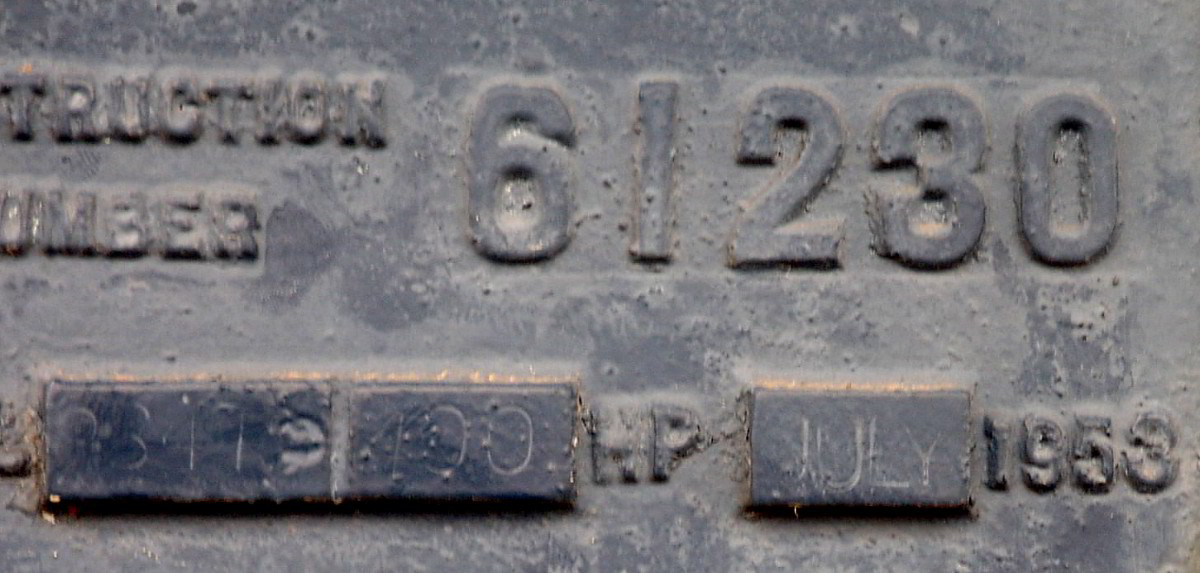 TRUCTION 61230
UMBER
HP JULY 1953